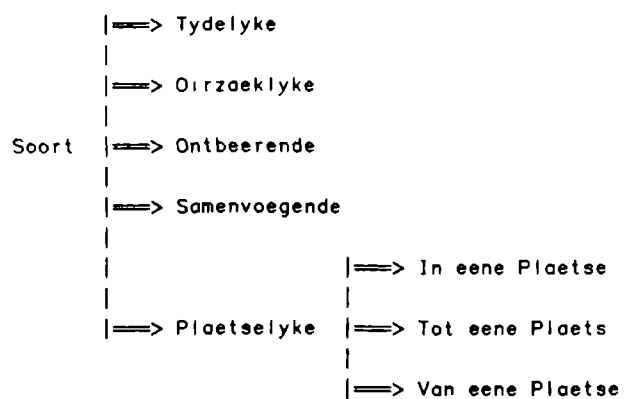 Tydelyke
Oirzaeklyke
Soort Ontbeerende
Samenvoegende
In eene Plaetse
Plaetselyke Tot eene Plaets
Van eene Plaetse